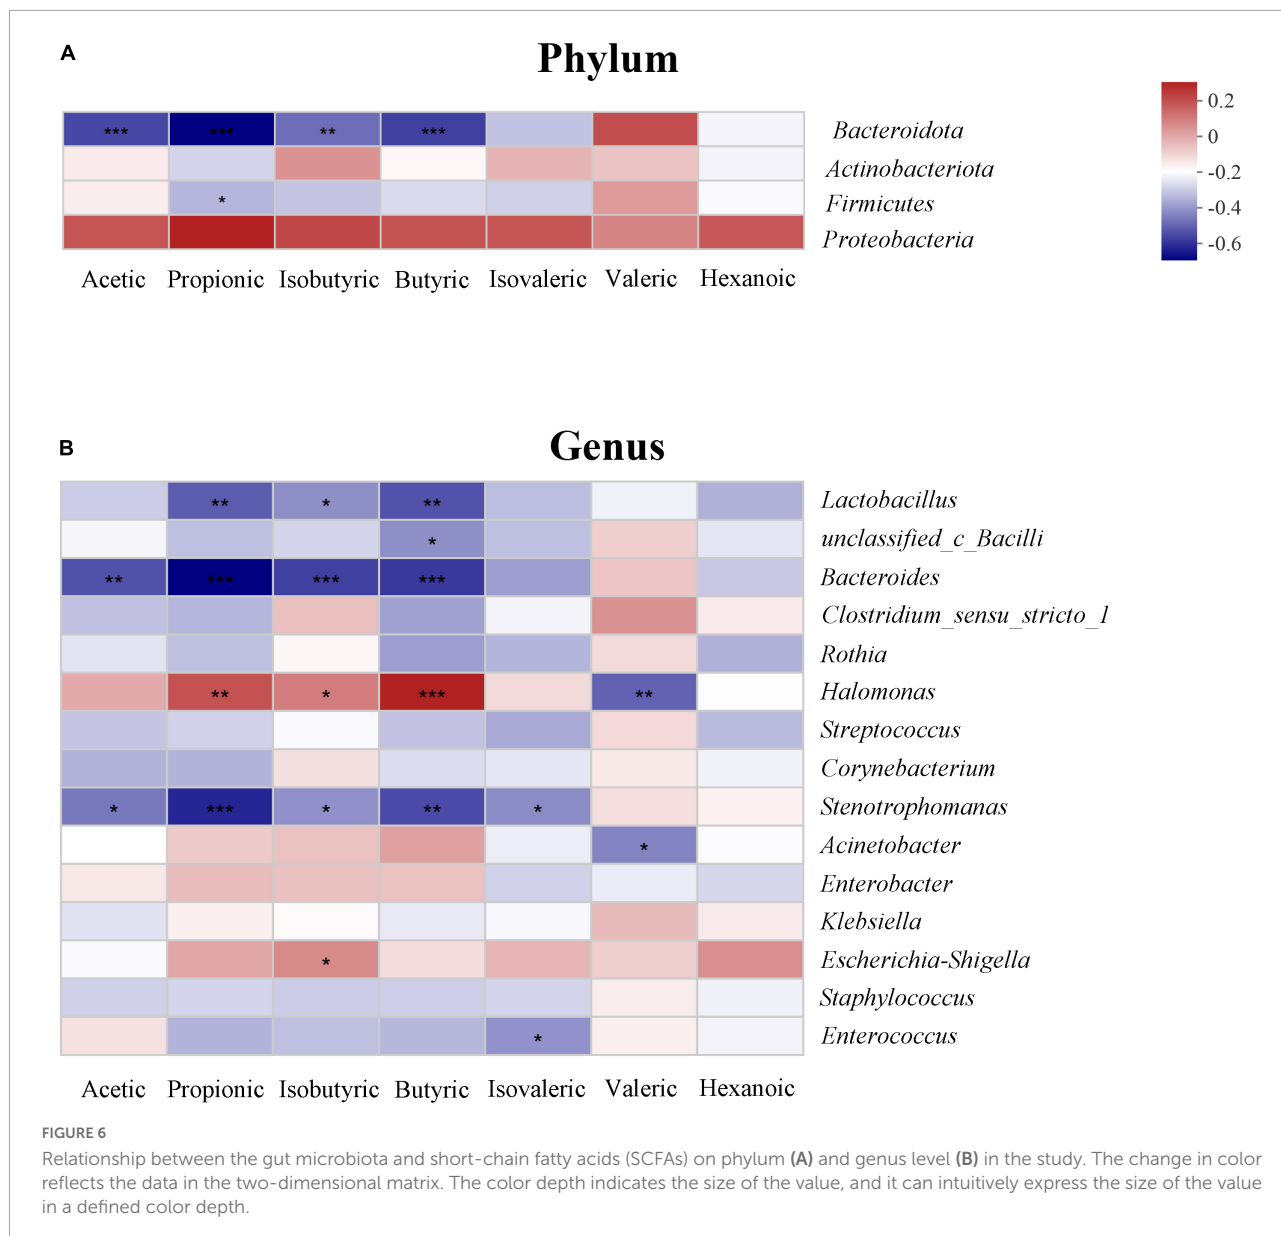 A
Phylum
*** *** ** ***
*
0.2
0
-0.2
-0.4
-0.6
Bacteroidota
Actinobacteriota
Firmicutes
Proteobacteria
Acetic Propionic Isobutyric Butyric Isovaleric Valeric Hexanoic
B
Genus
** * ** Lactobacillus
* unclassified_c_Bacilli
** *** *** *** Bacteroides
Clostridium_sensu_stricto_1
Rothia
** * *** ** Halomonas
Streptococcus
Corynebacterium
* *** * ** * Stenotrophomanas
* Acinetobacter
Enterobacter
Klebsiella
* Escherichia-Shigella
Staphylococcus
* Enterococcus
Acetic Propionic Isobutyric Butyric Isovaleric Valeric Hexanoic
FIGURE 6
Relationship between the gut microbiota and short-chain fatty acids (SCFAs) on phylum (A) and genus level (B) in the study. The change in color
reflects the data in the two-dimensional matrix. The color depth indicates the size of the value, and it can intuitively express the size of the value
in a defined color depth.